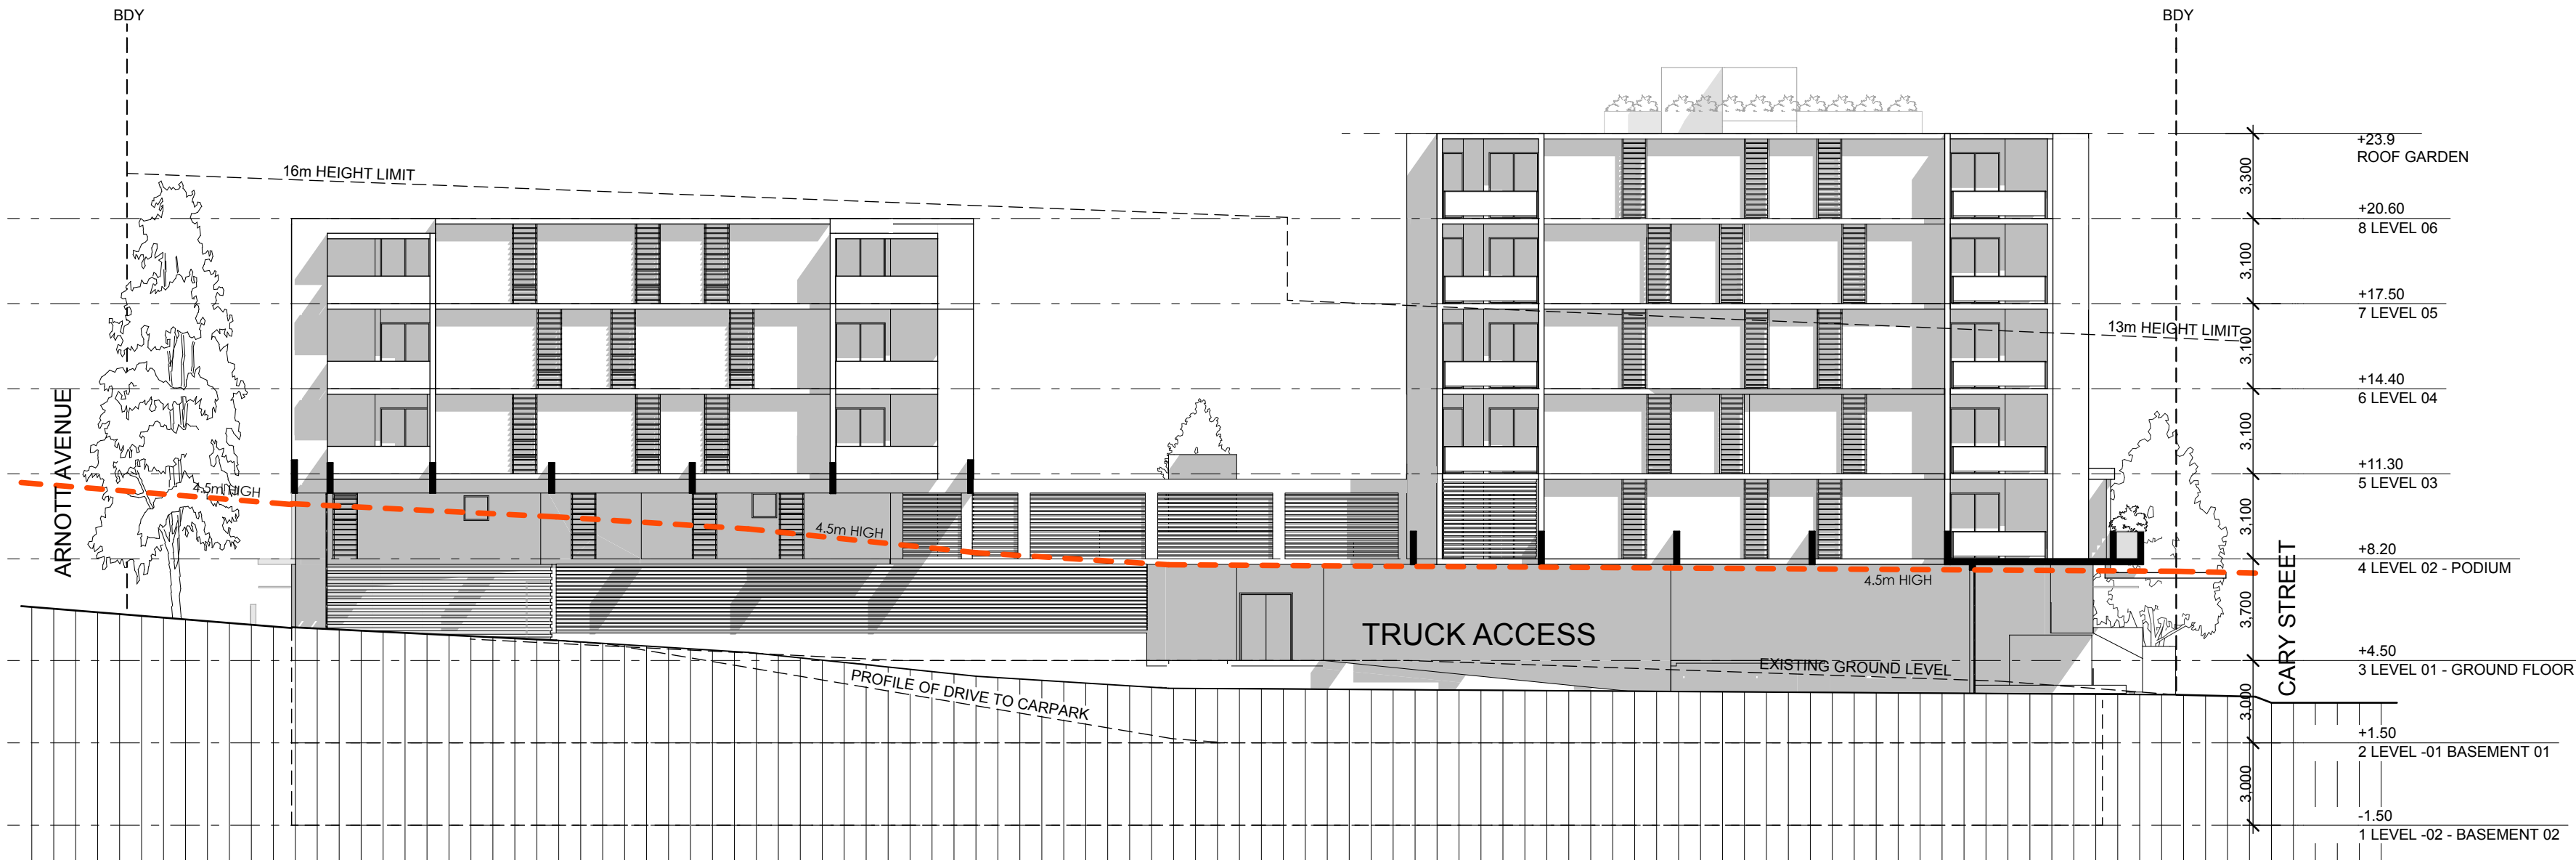 BDY
BDY
16m HEIGHT LIMIT
13m HEIGHT LIMIT
ARNOTT AVENUE
4.5m HIGH
4.5m HIGH
4.5m HIGH
TRUCK ACCESS
EXISTING GROUND LEVEL
PROFILE OF DRIVE TO CARPARK
CARY STREET
3,300
3,100
3,100
3,100
3,100
3,700
3,000
3,000
+23.9
ROOF GARDEN
+20.60
8 LEVEL 06
+17.50
7 LEVEL 05
+14.40
6 LEVEL 04
+11.30
5 LEVEL 03
+8.20
4 LEVEL 02 - PODIUM
+4.50
3 LEVEL 01 - GROUND FLOOR
+1.50
2 LEVEL -01 BASEMENT 01
-1.50
1 LEVEL -02 - BASEMENT 02